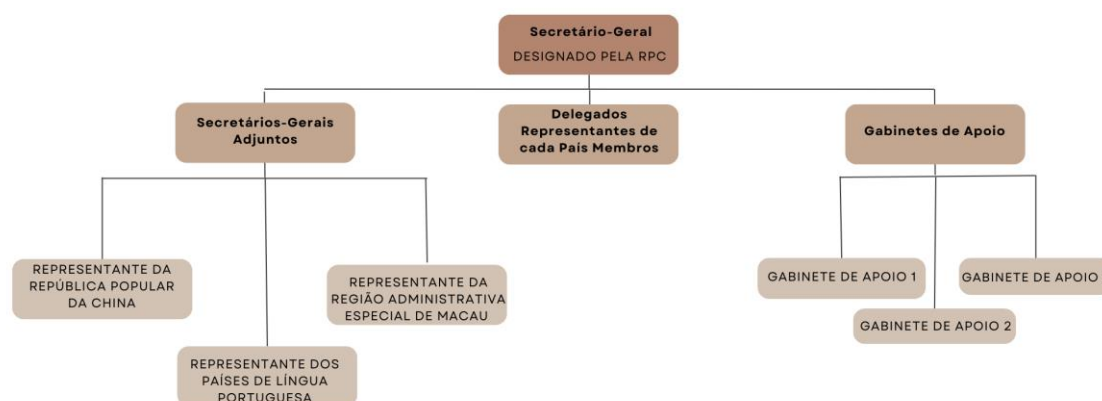 Secretário-Geral
DESIGNADO PELA RPC
Secretários-Gerais
Adjuntos
Delegados
Representantes de
cada País Membros
Gabinetes de Apoio
REPRESENTANTE DA
REPÚBLICA POPULAR
DA CHINA
REPRESENTANTE DOS
PAÍSES DE LÍNGUA
PORTUGUESA
REPRESENTANTE DA
REGIÃO ADMINISTRATIVA
ESPECIAL DE MACAU
GABINETE DE APOIO 1
GABINETE DE APOIO 2
GABINETE DE APOIO